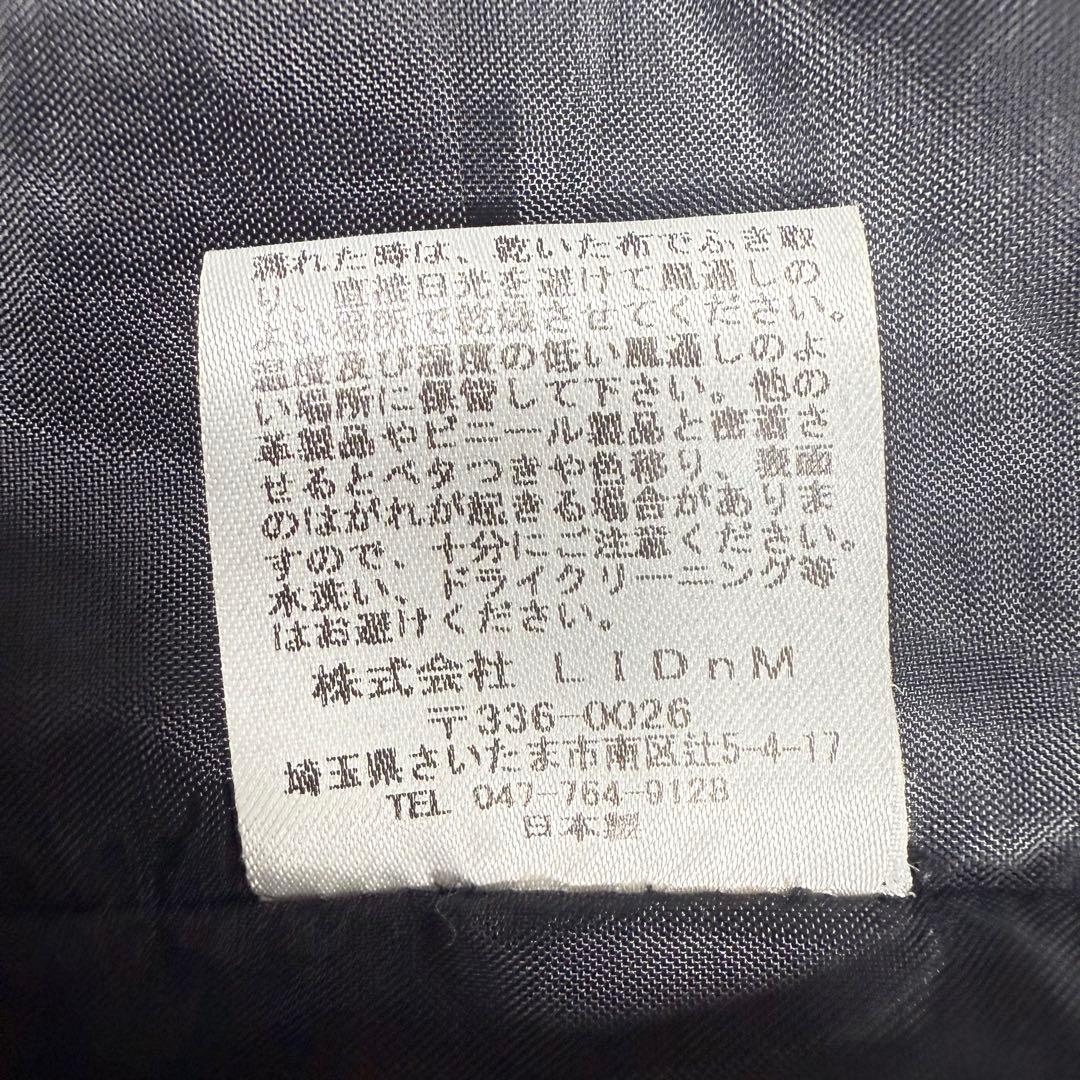 濡れた時は、乾いた布でふき取
り、直接日光を避けて風通しの
よい場所で乾燥させてください。
温度及び湿度の低い風通しのよ
い場所に保管して下さい。他の
革製品やビニール製品と密着さ
せるとベタつきや色移り、表面
のはがれが起きる場合がありま
すので、十分にご注意ください。
水洗い、ドライクリーニング等
はお避けください。
株式会社 LIDnM
〒336-0026
埼玉県さいたま市南区辻5-4-17
TEL 047-764-9128
日本製